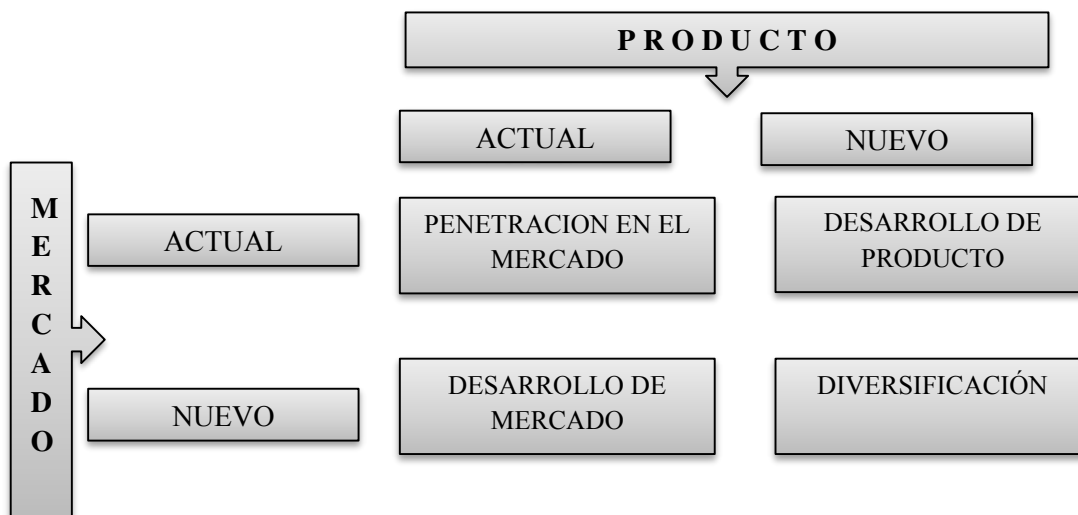 P R O D U C T O
ACTUAL
NUEVO
M
E
R
C
A
D
O
ACTUAL
PENETRACION EN EL
MERCADO
DESARROLLO DE
PRODUCTO
NUEVO
DESARROLLO DE
MERCADO
DIVERSIFICACIÓN